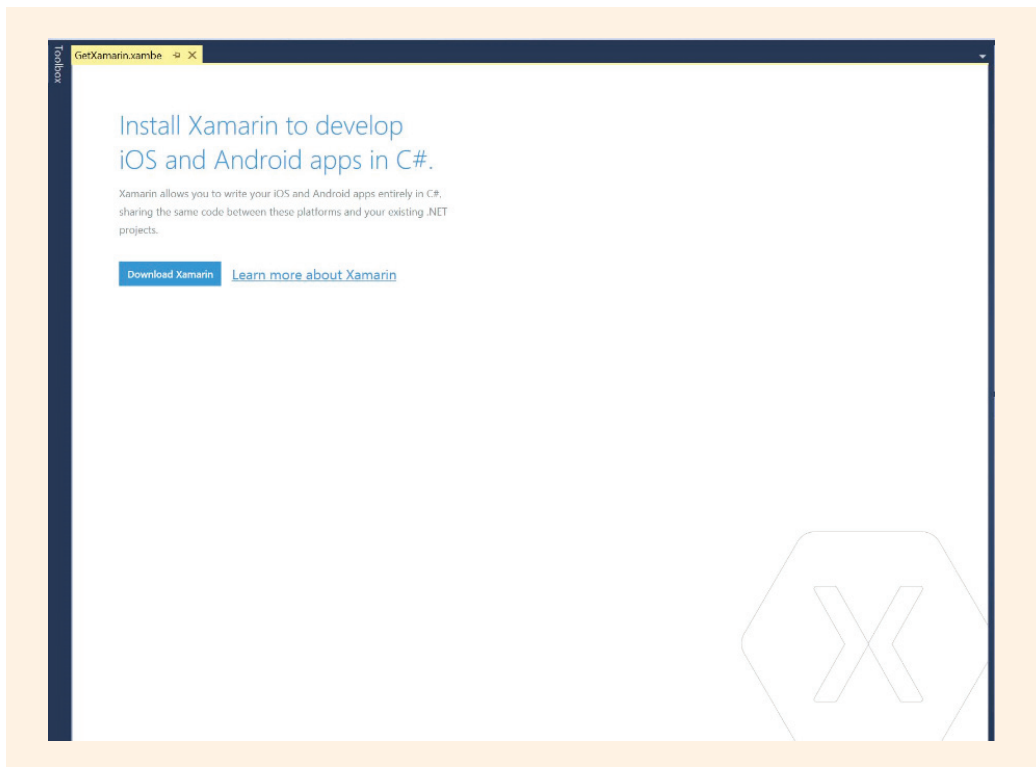 Toolbox
GetXamarin.xambe
Install Xamarin to develop
iOS and Android apps in C#.
Xamarin allows you to write your iOS and Android apps entirely in C#,
sharing the same code between these platforms and your existing .NET
projects.
Download Xamarin Learn more about Xamarin
X